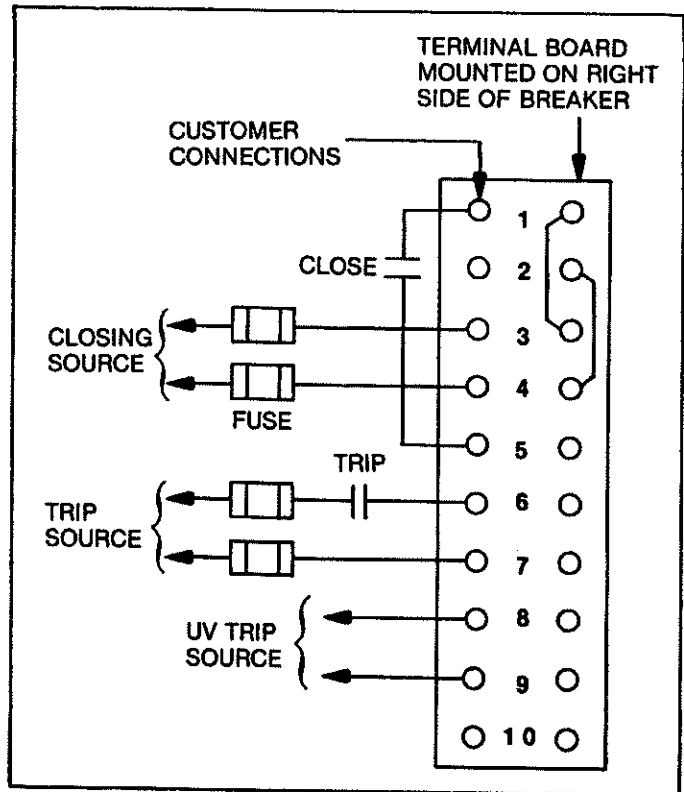 TERMINAL BOARD
MOUNTED ON RIGHT
SIDE OF BREAKER
CUSTOMER
CONNECTIONS
1
CLOSE
2
CLOSING
SOURCE
3
4
FUSE
5
TRIP
6
TRIP
SOURCE
7
UV TRIP
SOURCE
8
9
10